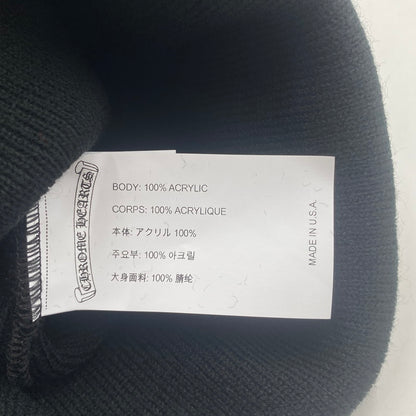 CHROME HEARTS
BODY: 100% ACRYLIC
CORPS: 100% ACRYLIQUE
本体: アクリル 100%
주요부: 100% 아크릴
大身面料: 100% 腈纶
MADE IN U.S.A.